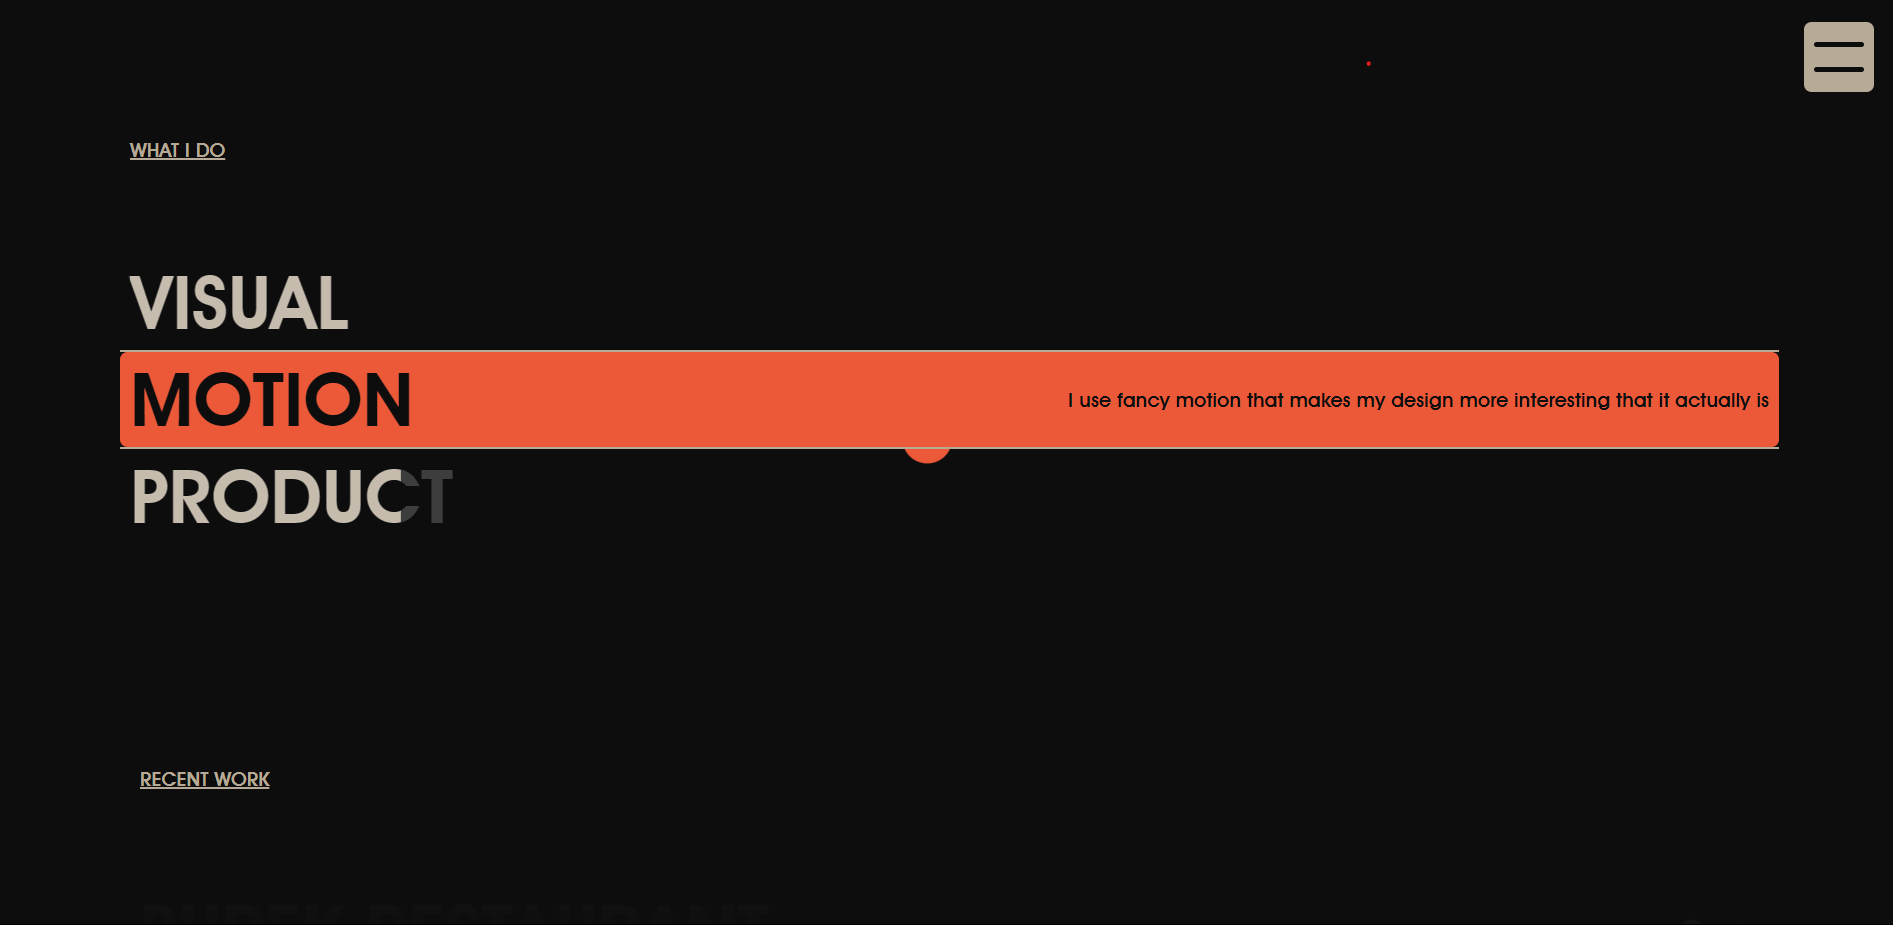 WHAT I DO
VISUAL
MOTION
I use fancy motion that makes my design more interesting that it actually is
PRODUCT
RECENT WORK